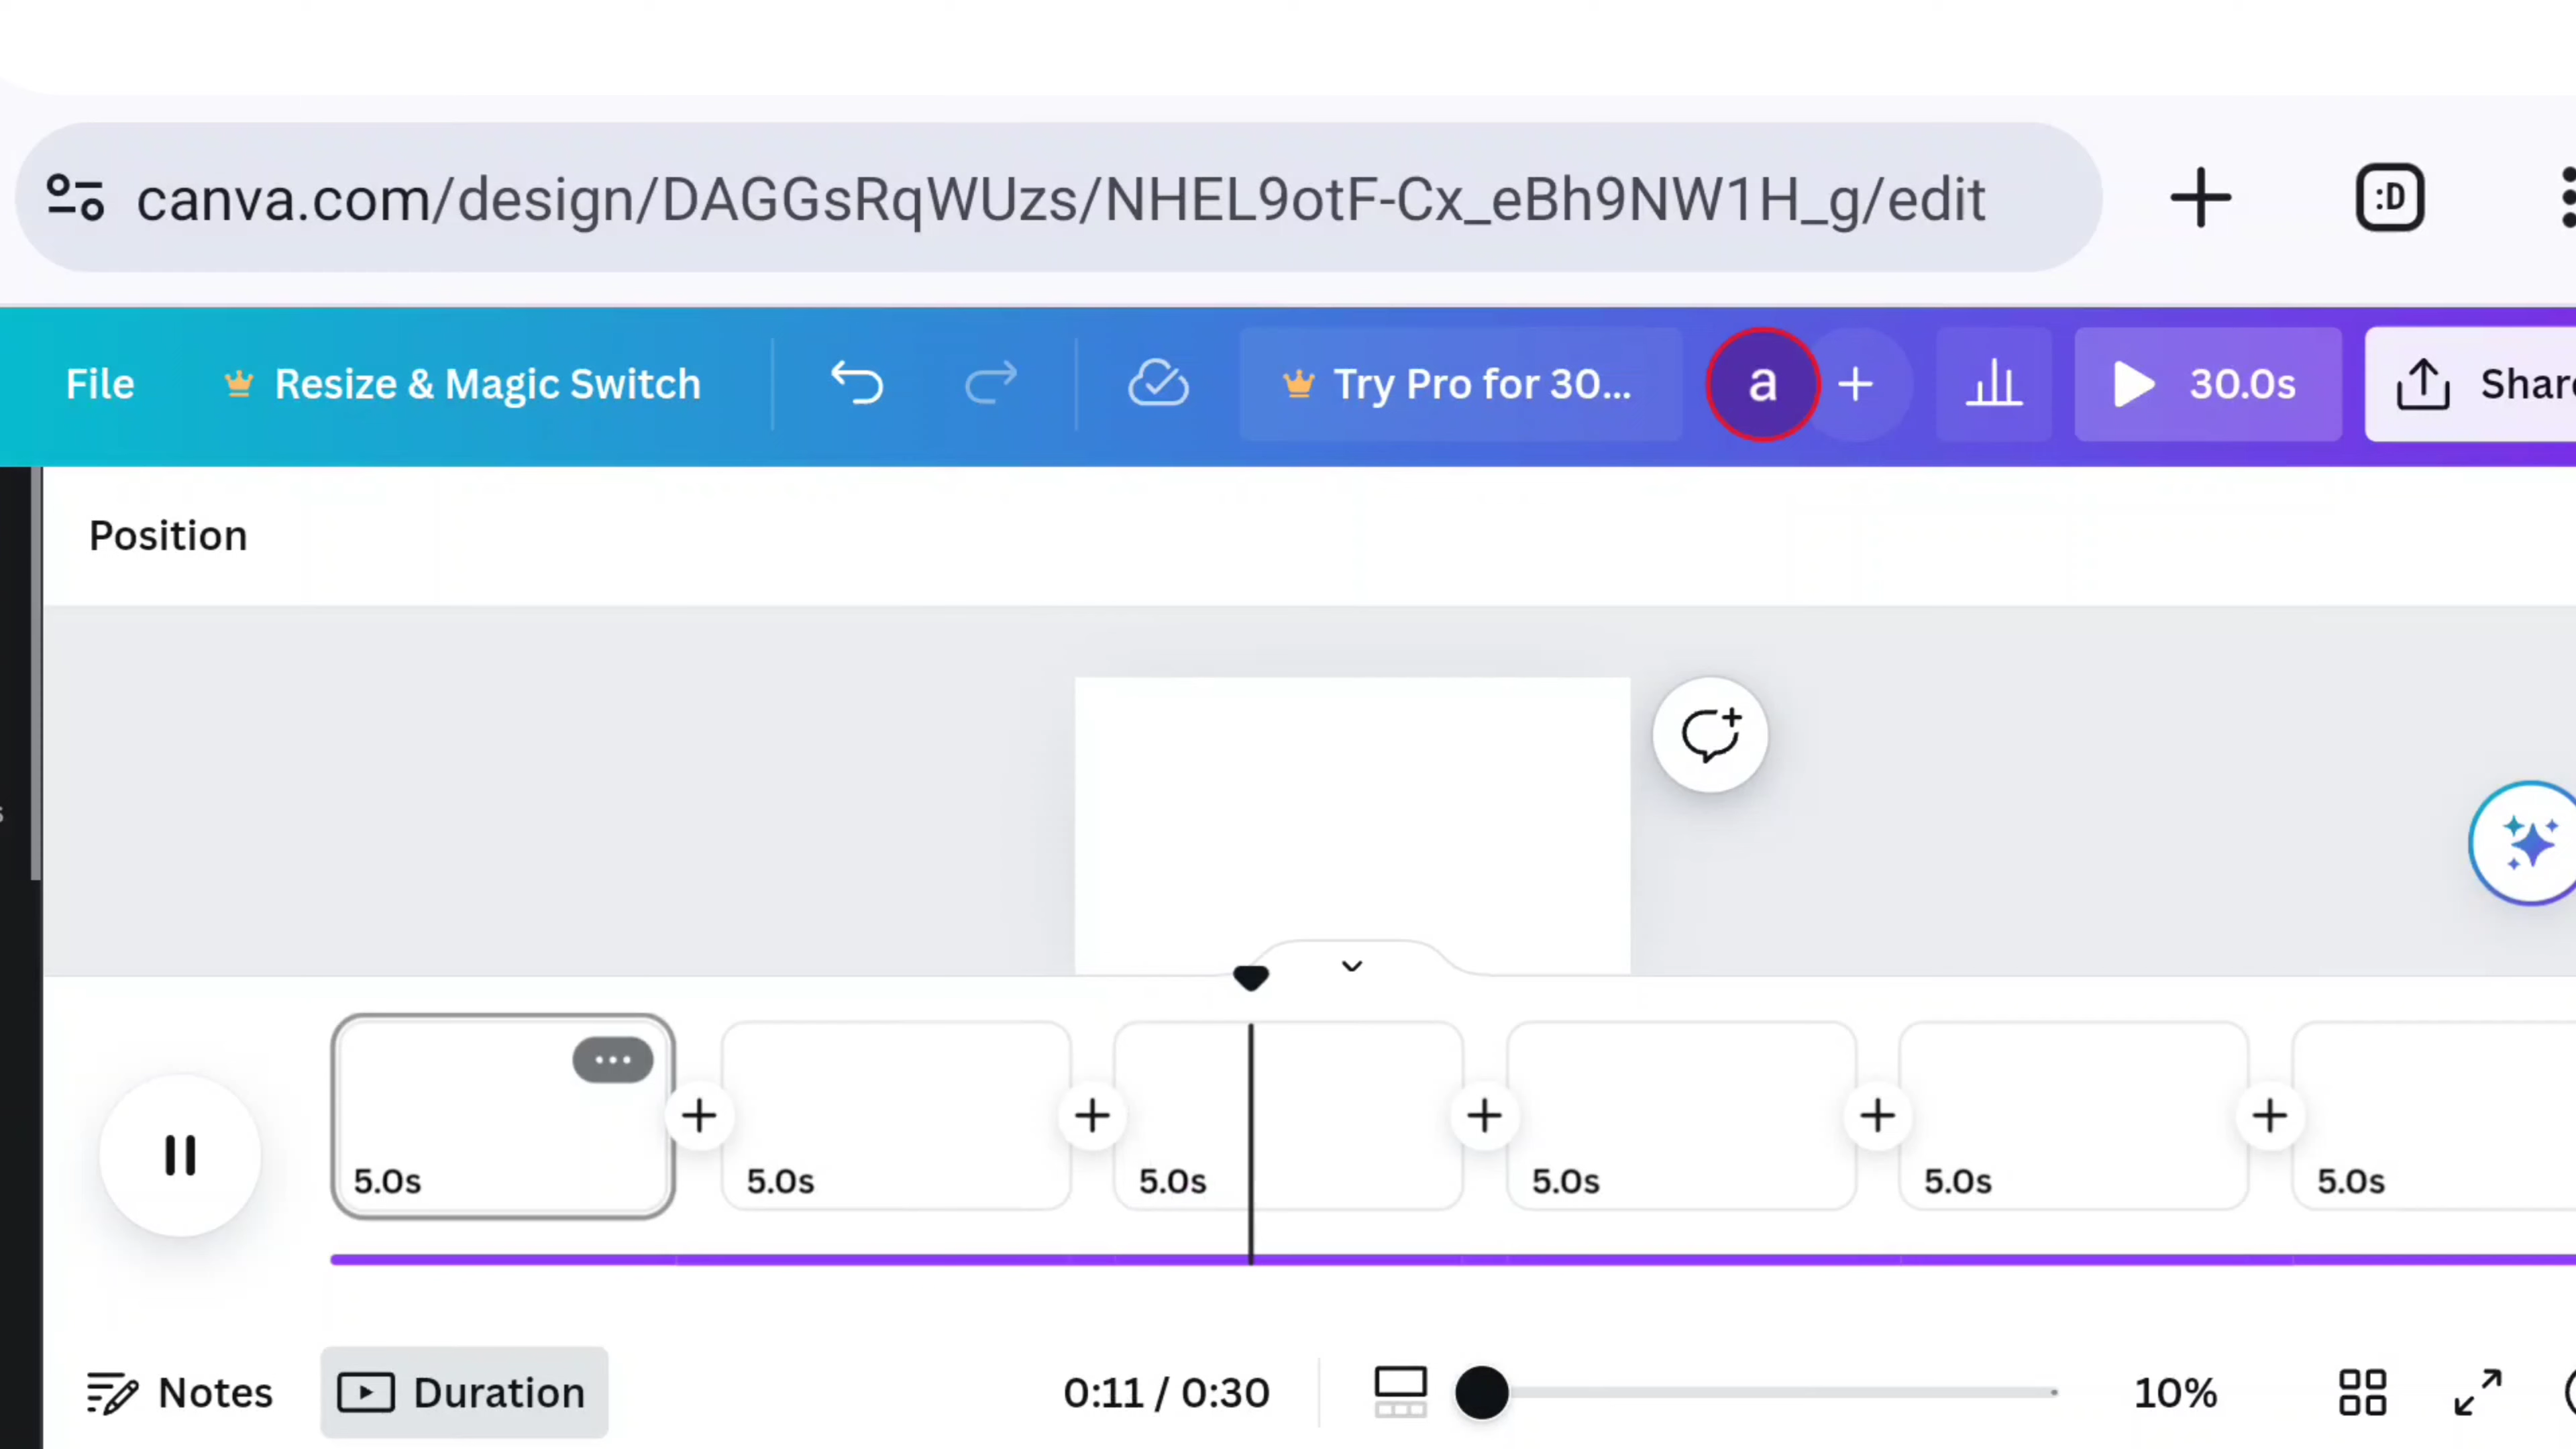 canva.com/design/DAGGsRqWUzs/NHEL9otF-Cx_eBh9NW1H_g/edit
:D
File Resize & Magic Switch Try Pro for 30... a 30.0s
Position
5.0s 5.0s 5.0s 5.0s 5.0s 5.0s
Notes Duration 0:11 / 0:30 10%